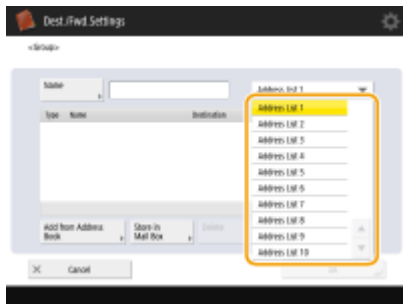 Dest./Fwd. Settings
<Group>
Name
Address List 1
Type Name Destination
Address List 1
Address List 2
Address List 3
Address List 4
Address List 5
Address List 6
Address List 7
Address List 8
Address List 9
Address List 10
Add from Address
Book
Store in
Mail Box
Delete
Cancel
OK